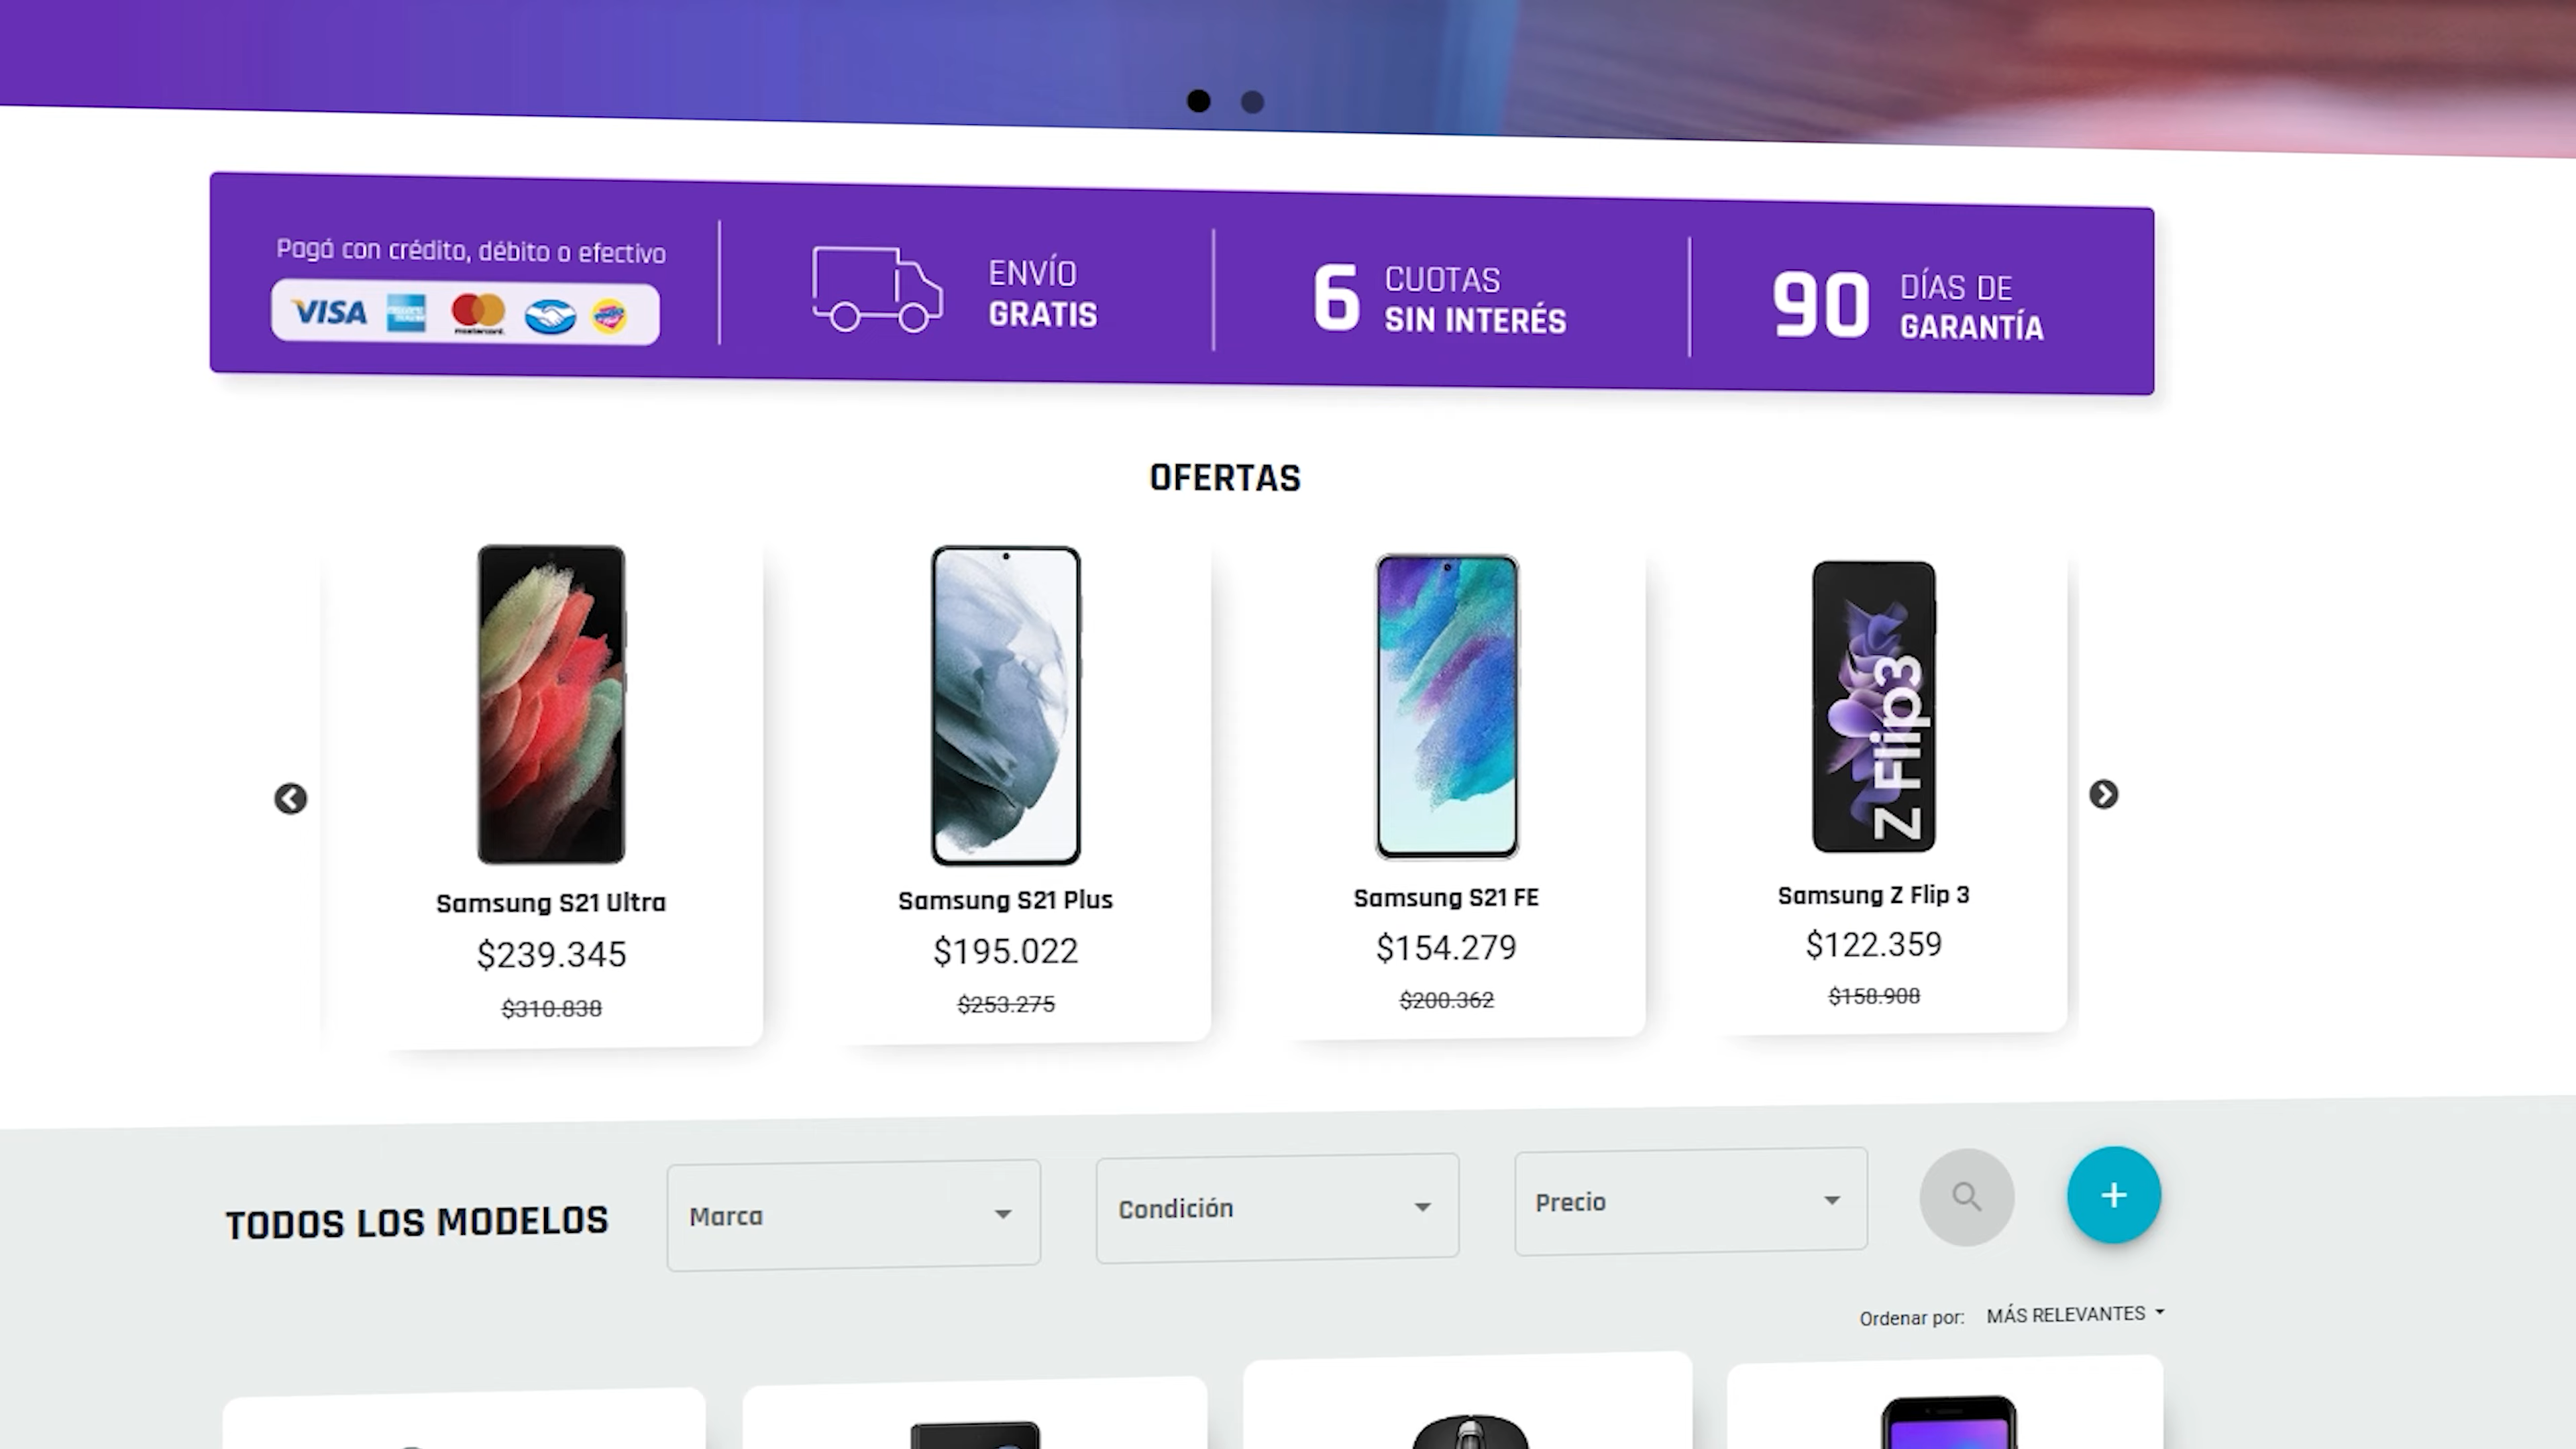 Pagá con crédito, débito o efectivo
VISA
mastercard
ENVÍO
GRATIS
6
CUOTAS
SIN INTERÉS
90
DÍAS DE
GARANTÍA
OFERTAS
Z Flip3
Samsung S21 Ultra
$239.345
$310.838
Samsung S21 Plus
$195.022
$253.275
Samsung S21 FE
$154.279
$200.362
Samsung Z Flip 3
$122.359
$158.908
TODOS LOS MODELOS
Marca
Condición
Precio
Ordenar por: MÁS RELEVANTES